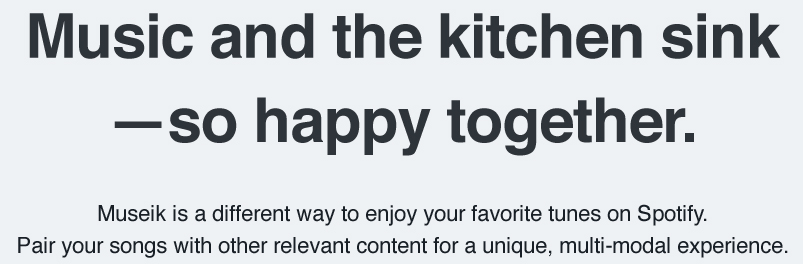 Music and the kitchen sink
—so happy together.
Museik is a different way to enjoy your favorite tunes on Spotify.
Pair your songs with other relevant content for a unique, multi-modal experience.